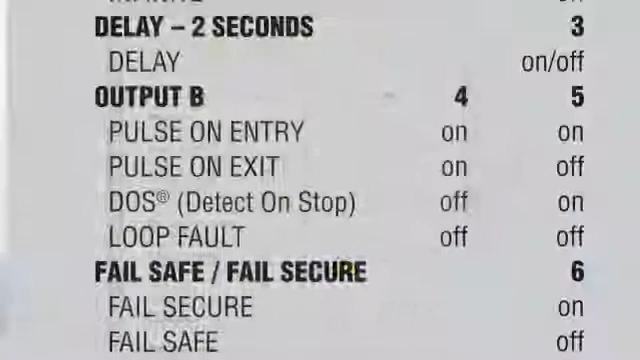 DELAY – 2 SECONDS 3
DELAY on/off
OUTPUT B 4 5
PULSE ON ENTRY on on
PULSE ON EXIT on off
DOS® (Detect On Stop) off on
LOOP FAULT off off
FAIL SAFE / FAIL SECURE 6
FAIL SECURE on
FAIL SAFE off